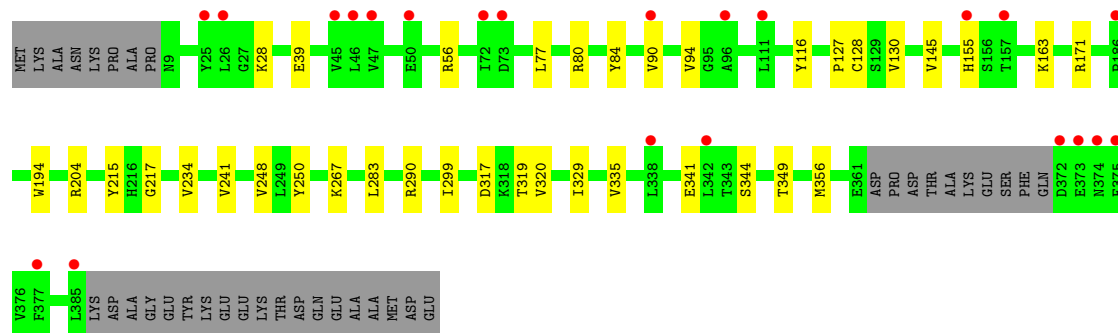 MET LYS ALA ASN LYS PRO ALA PRO N9 Y25 L26 G27 K28 E39 V45 L46 V47 E50 R56 I72 D73 L77 R80 Y84 V90 V94 G95 A96 L111 Y116 P127 C128 S129 V130 V145 H155 S156 T157 K163 R171
W194 R204 Y215 H216 G217 V234 V241 V248 L249 Y250 K267 L283 R290 I299 D317 K318 T319 V320 I329 V335 L338 E341 L342 T343 S344 T349 M356 ASP PRO ASP THR ALA LYS GLU SER PHE GLN D372 E373 N374
V376 F377 L385 LYS ASP ALA GLY GLU TYR LYS GLU GLU LYS THR ASP GLN GLU ALA ALA MET ASP GLU